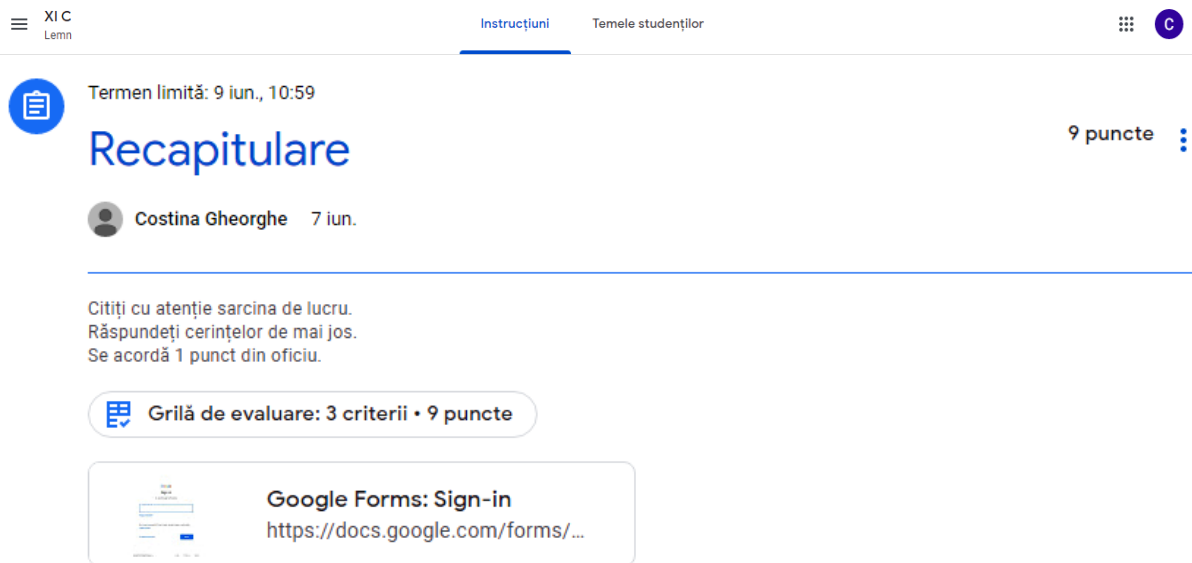 XI C
Lemn
Instrucțiuni
Temele studenților
C
Termen limită: 9 iun., 10:59
Recapitulare
9 puncte
Costina Gheorghe 7 iun.
Citiți cu atenție sarcina de lucru.
Răspundeți cerințelor de mai jos.
Se acordă 1 punct din oficiu.
Grilă de evaluare: 3 criterii • 9 puncte
Google Forms: Sign-in
https://docs.google.com/forms/...